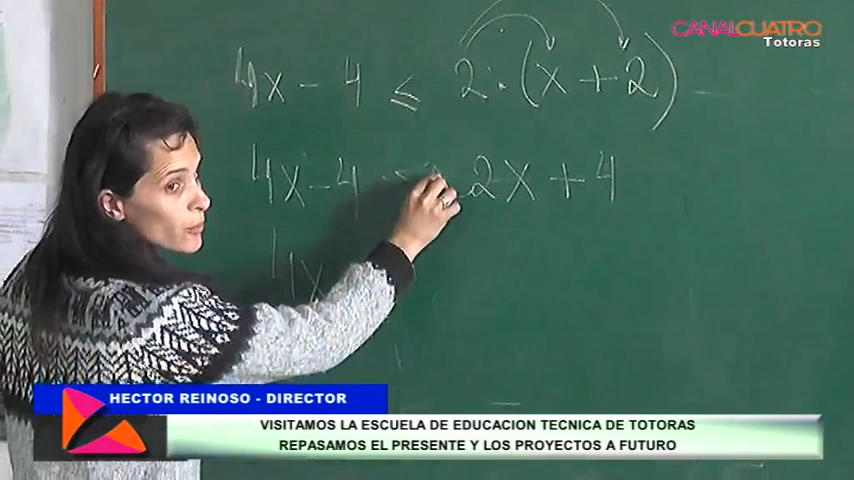 CANALCUATRO
Totoras
4x - 4 ≤ 2 · (x + 2)
4x - 4 2x + 4
4x
HECTOR REINOSO - DIRECTOR
VISITAMOS LA ESCUELA DE EDUCACION TECNICA DE TOTORAS
REPASAMOS EL PRESENTE Y LOS PROYECTOS A FUTURO